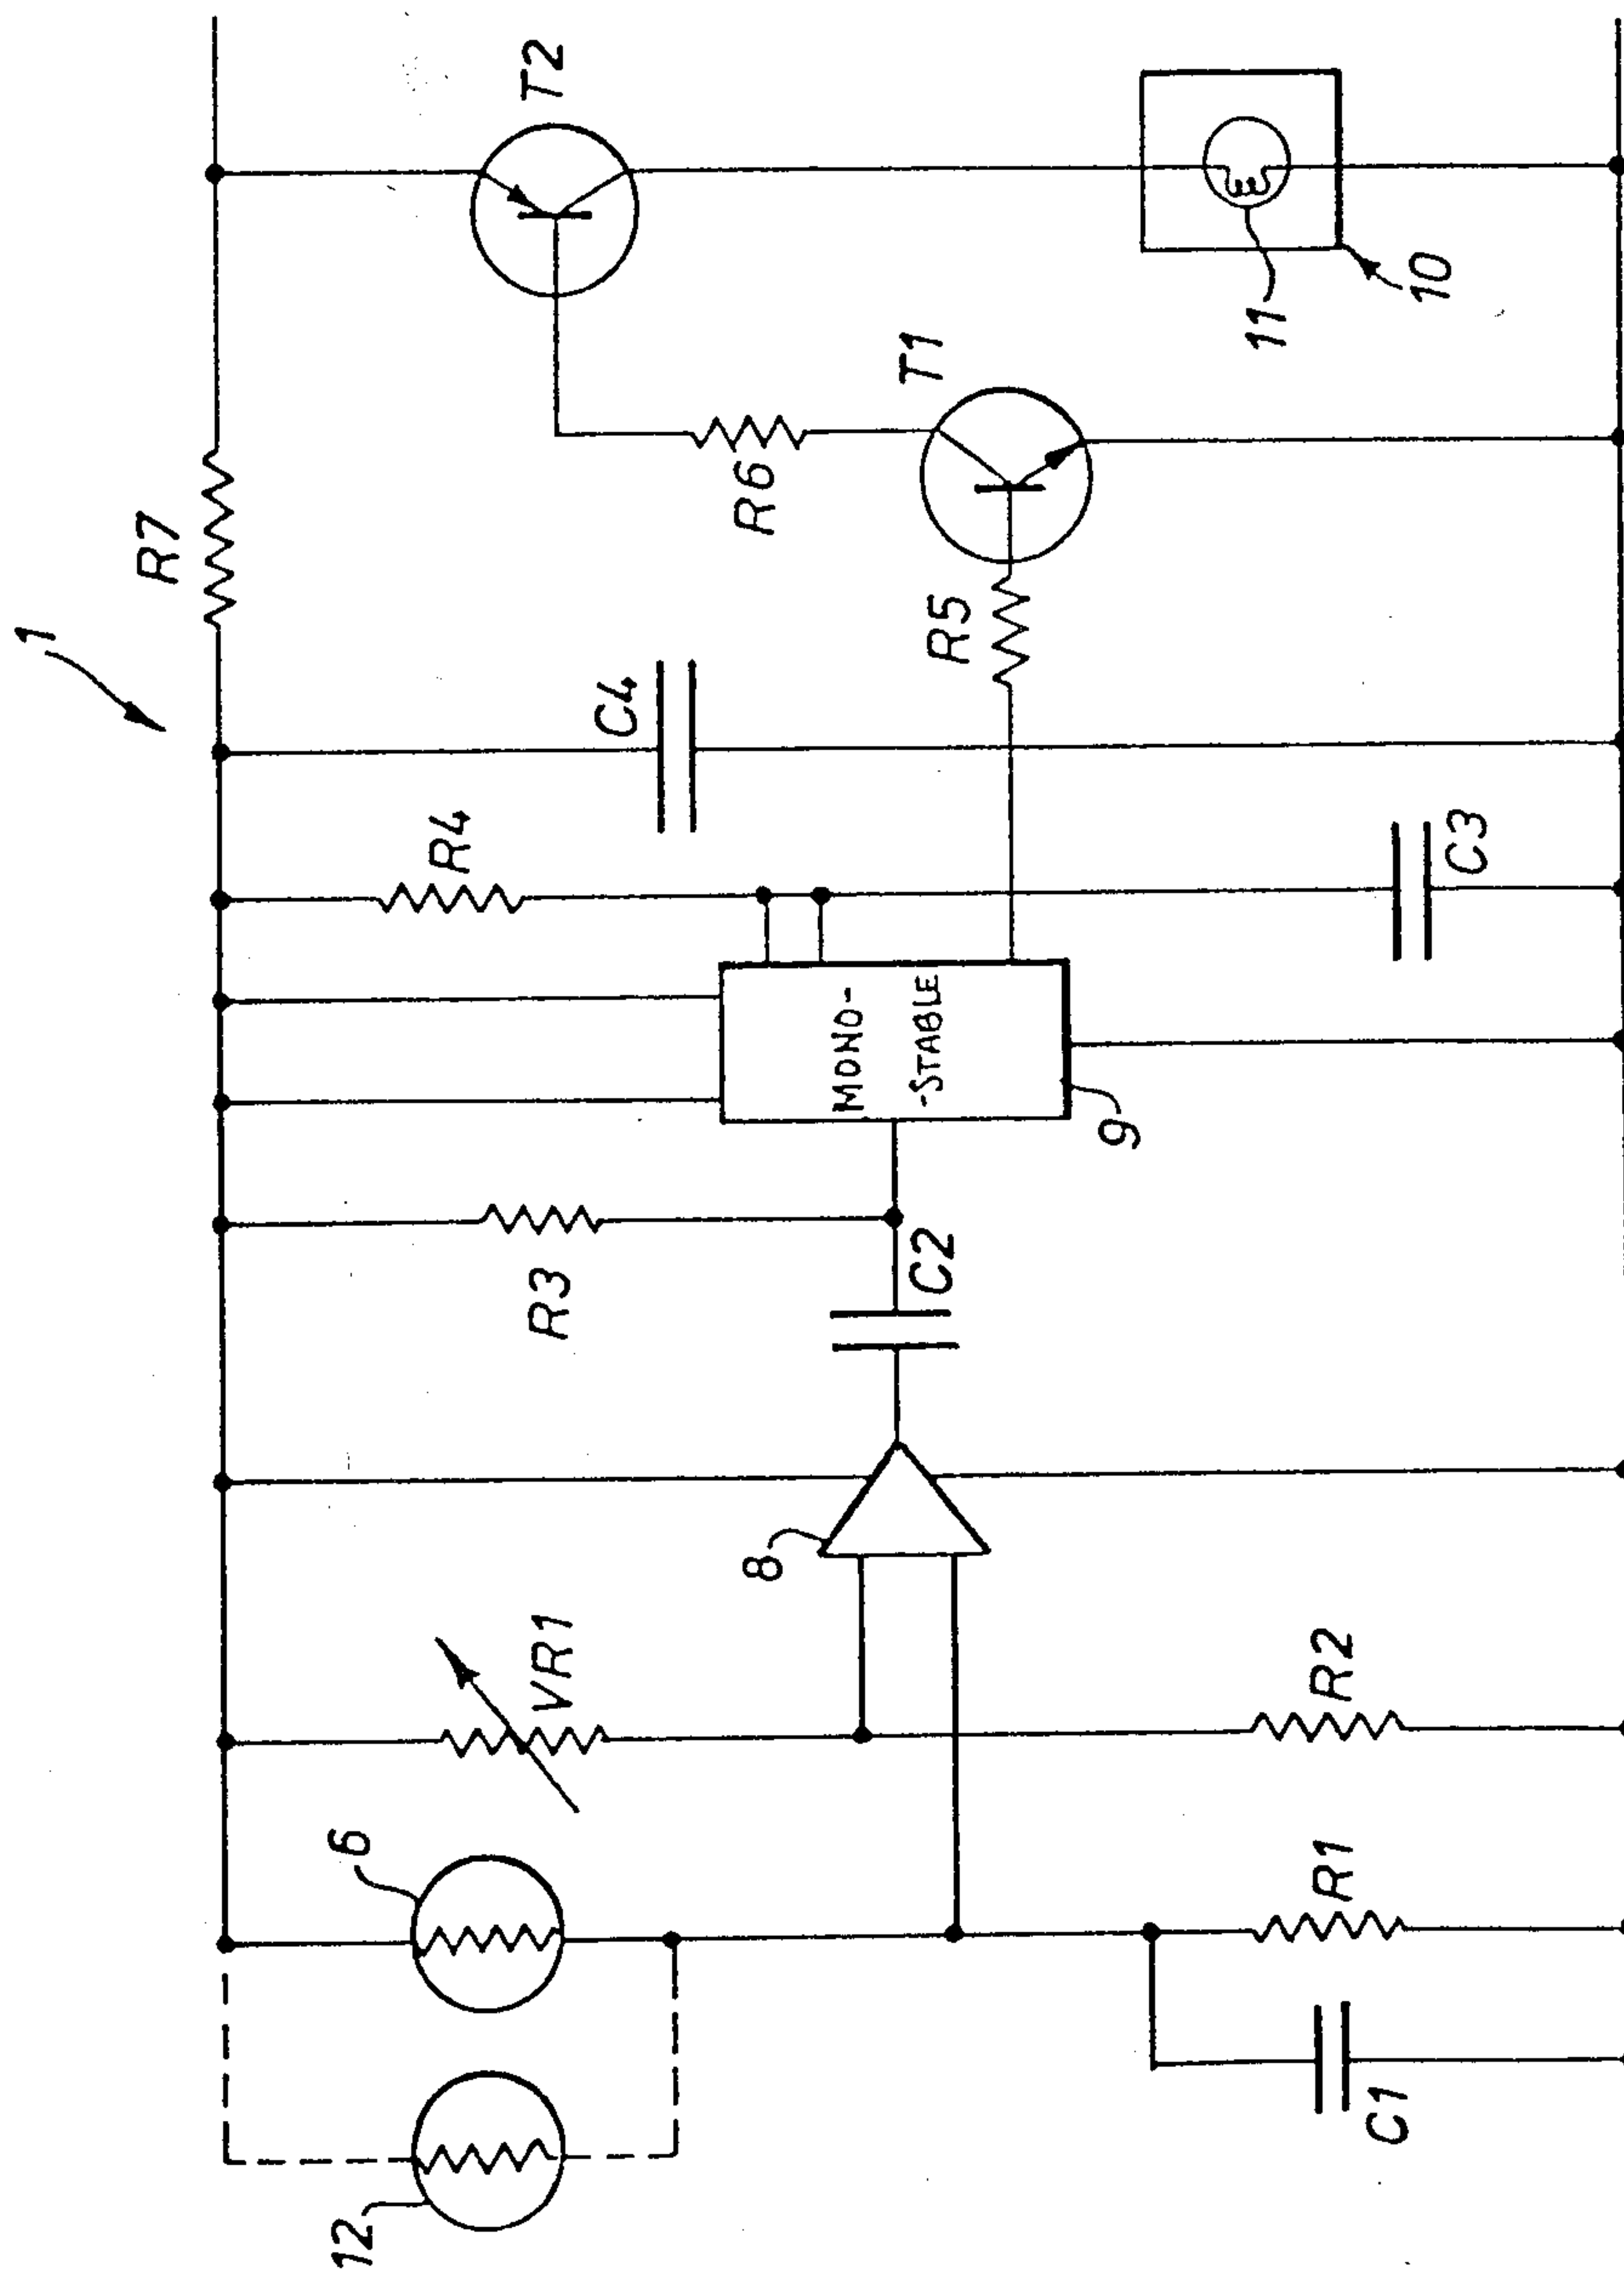 1
R7
T2
C4
R4
R6
T1
R5
11
10
MONO-
-STABLE
9
C3
R3
C2
8
VR1
R2
6
R1
12
C1